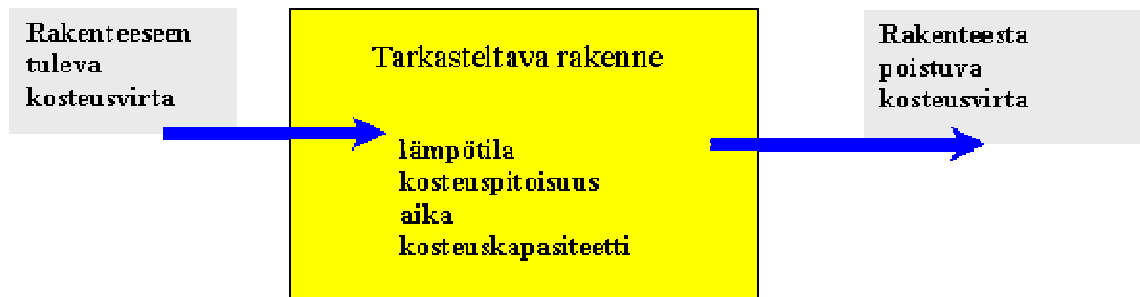 Rakenteeseen
tuleva
kosteusvirta
Tarkasteltava rakenne
lämpötila
kosteuspitoisuus
aika
kosteuskapasiteetti
Rakenteesta
poistuva
kosteusvirta